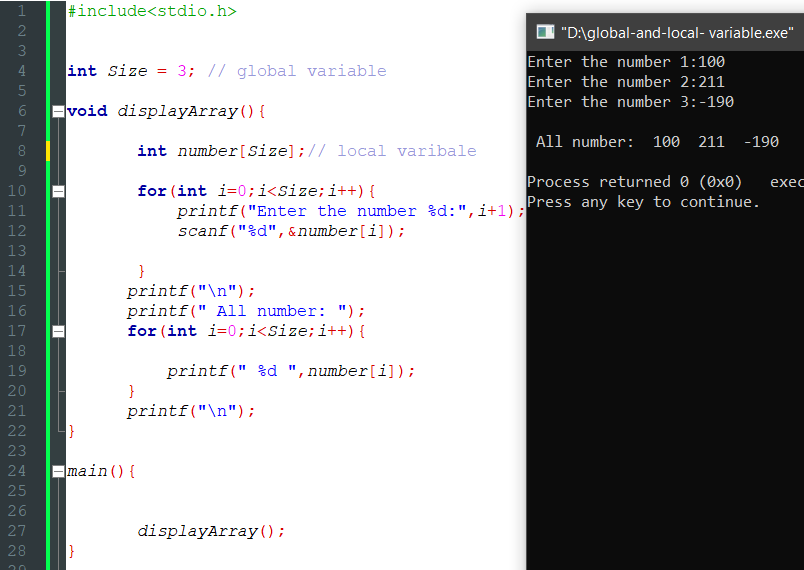 1 #include<stdio.h>
2
3
4 int Size = 3; // global variable
5
6 void displayArray(){
7
8 int number[Size];// local varibale
9
10 for(int i=0;i<Size;i++){
11 printf("Enter the number %d:",i+1);
12 scanf("%d",&number[i]);
13
14 }
15 printf("\n");
16 printf(" All number: ");
17 for(int i=0;i<Size;i++){
18
19 printf(" %d ",number[i]);
20 }
21 printf("\n");
22 }
23
24 main(){
25
26
27 displayArray();
28 }
"D:\global-and-local- variable.exe"
Enter the number 1:100
Enter the number 2:211
Enter the number 3:-190
All number:  100  211  -190
Process returned 0 (0x0)   exec
Press any key to continue.